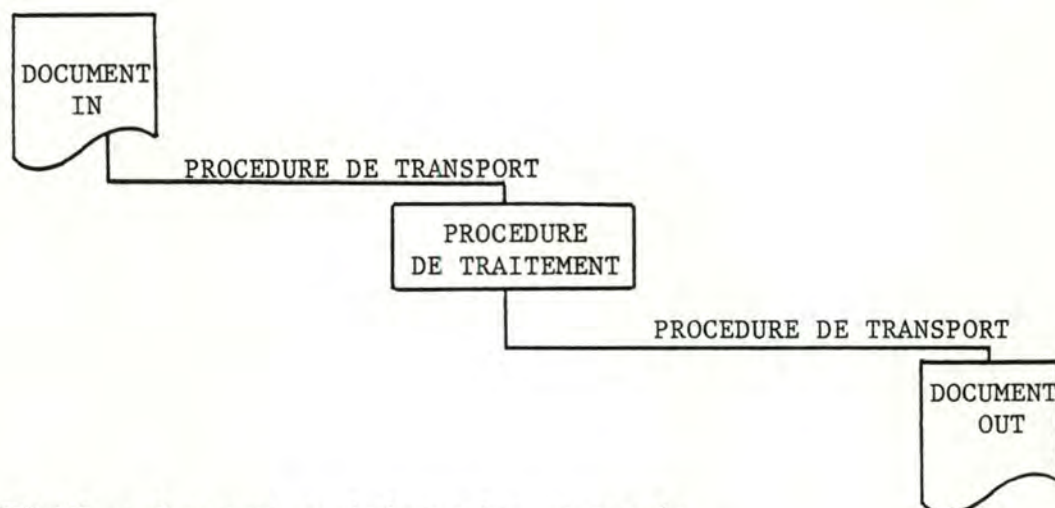 DOCUMENT
IN
PROCEDURE DE TRANSPORT
PROCEDURE
DE TRAITEMENT
PROCEDURE DE TRANSPORT
DOCUMENT
OUT